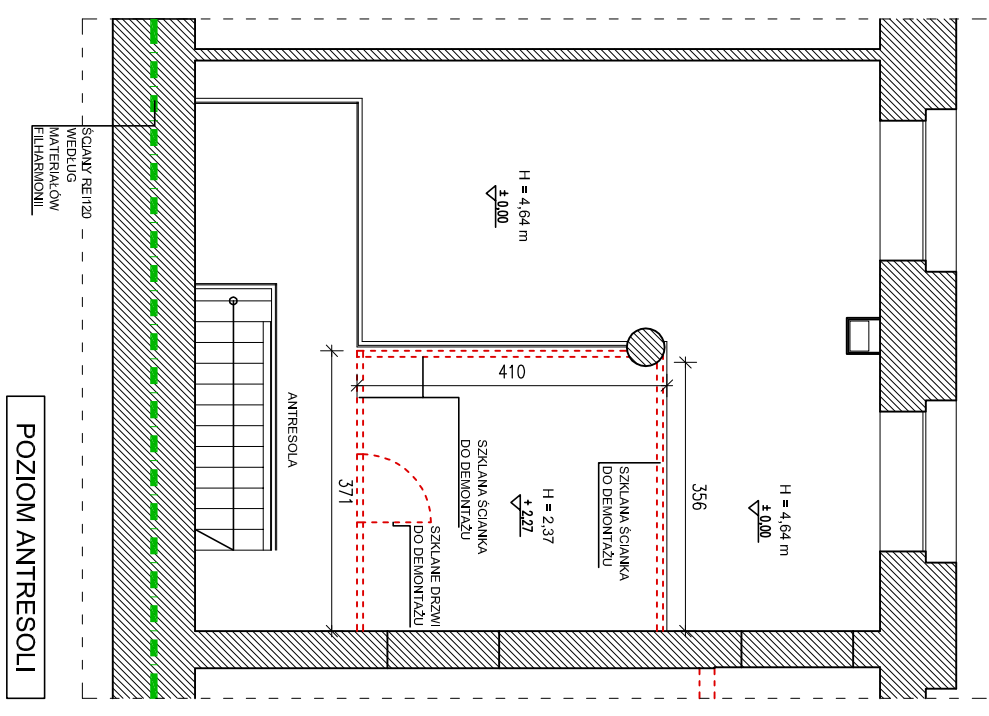 H = 4,64 m
± 0,00
H = 4,64 m
± 0,00
356
SZKLANA ŚCIANKA
DO DEMONTAŻU
H = 2,37
+ 2,27
410
SZKLANA ŚCIANKA
DO DEMONTAŻU
SZKLANE DRZWI
DO DEMONTAŻU
371
ANTRESOLA
ŚCIANY REI120
WEDŁUG
MATERIAŁÓW
FILHARMONII
POZIOM ANTRESOLI